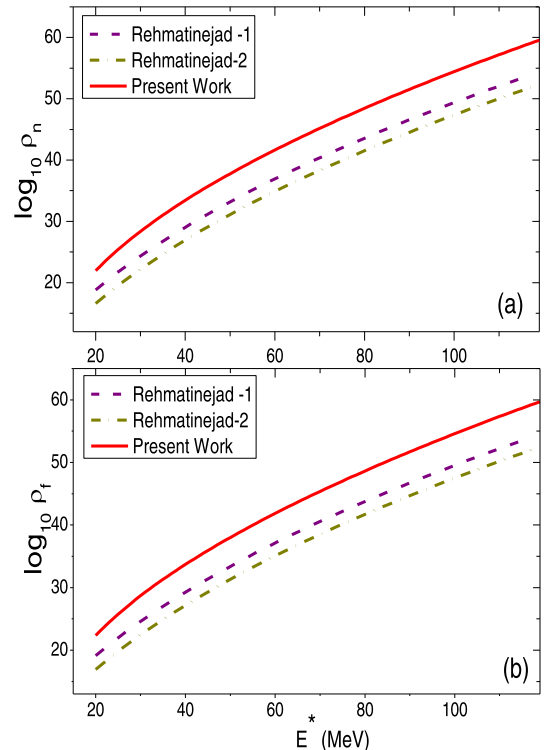 Rehmatinejad -1
Rehmatinejad-2
Present Work
60
50
40
30
20
log10 ρn
(a)
20 40 60 80 100
Rehmatinejad -1
Rehmatinejad-2
Present Work
60
50
40
30
20
log10 ρf
(b)
20 40 60 80 100
E* (MeV)